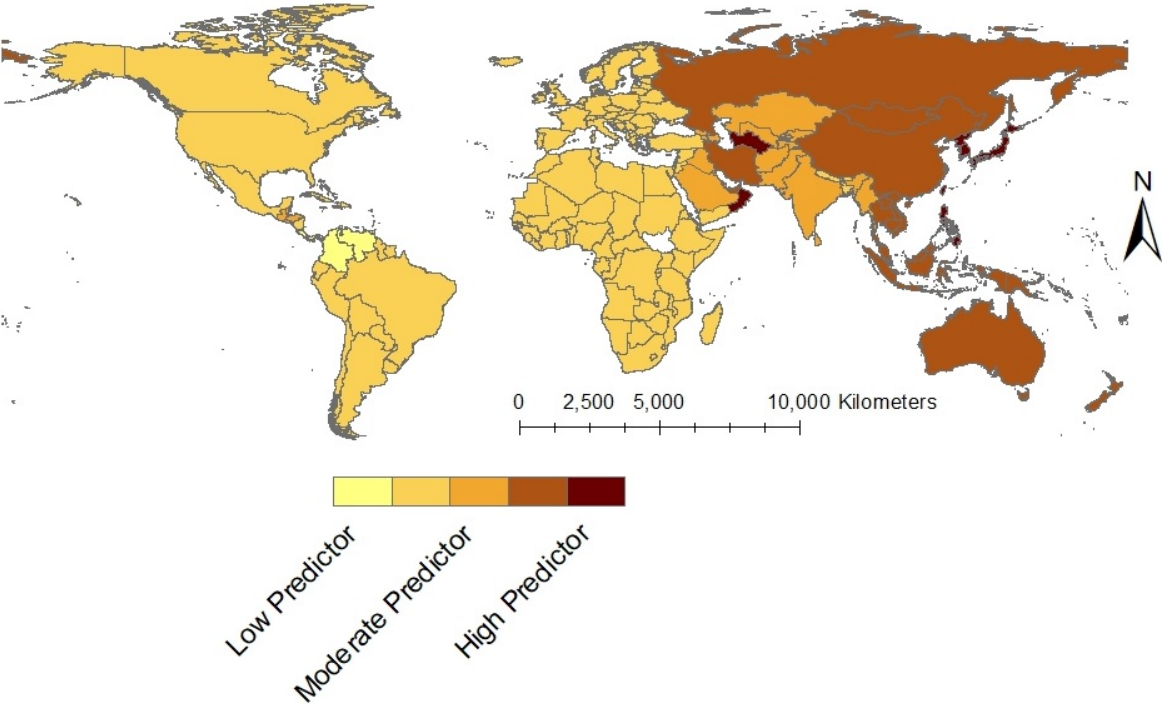 N
0 2,500 5,000 10,000 Kilometers
Low Predictor
Moderate Predictor
High Predictor